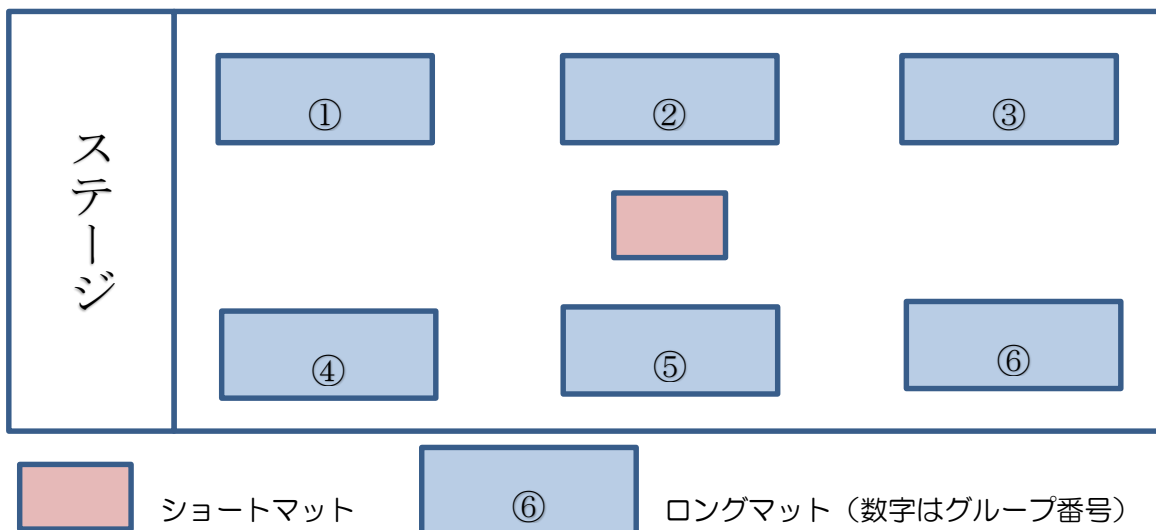 ステージ
① ② ③
④ ⑤ ⑥
ショートマット ⑥ ロングマット（数字はグループ番号）